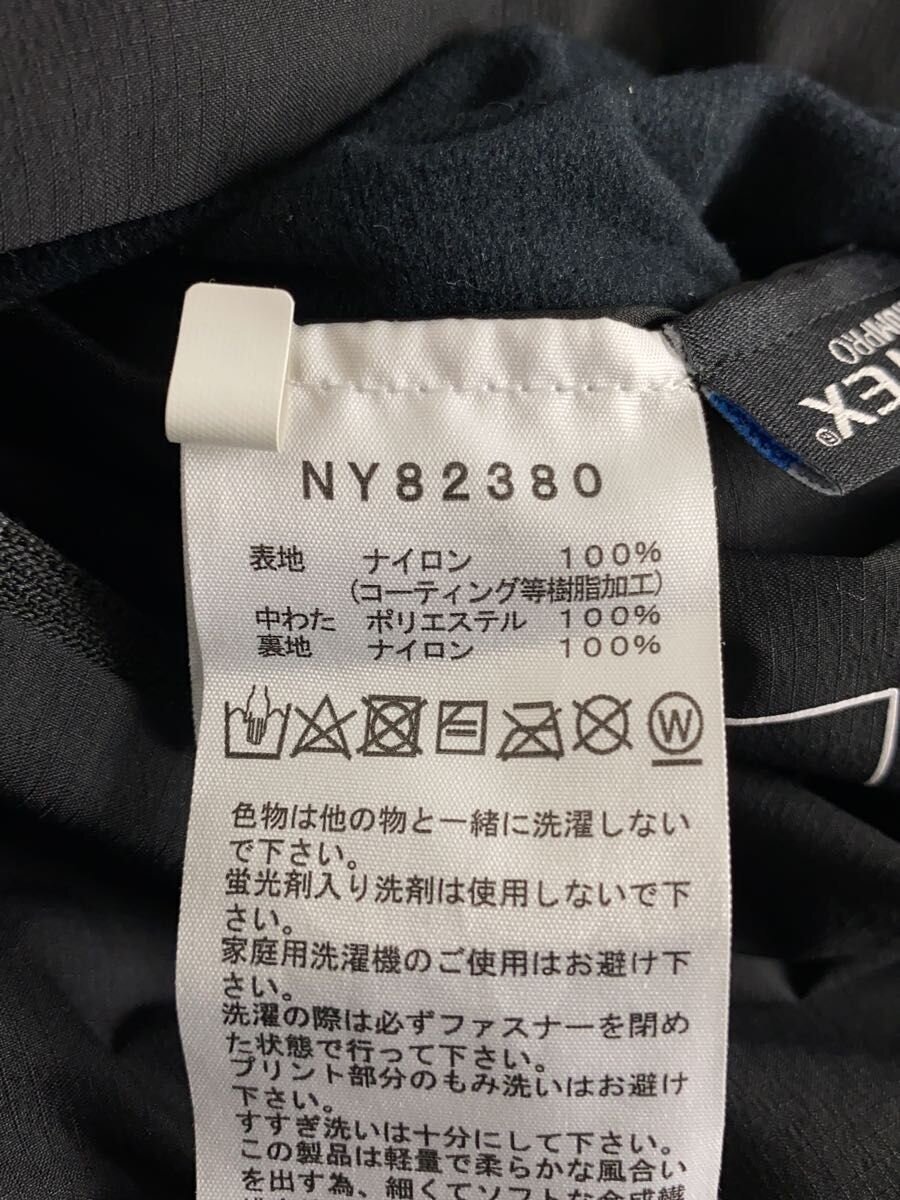 NY82380
表地 ナイロン 100%
(コーティング等樹脂加工)
中わた ポリエステル 100%
裏地 ナイロン 100%
W
色物は他の物と一緒に洗濯しない
で下さい。
蛍光剤入り洗剤は使用しないで下
さい。
家庭用洗濯機のご使用はお避け下
さい。
洗濯の際は必ずファスナーを閉め
た状態で行って下さい。
プリント部分のもみ洗いはお避け
下さい。
すすぎ洗いは十分にして下さい。
この製品は軽量で柔らかな風合い
を出す為、細くてソフトな合成繊
TEX®